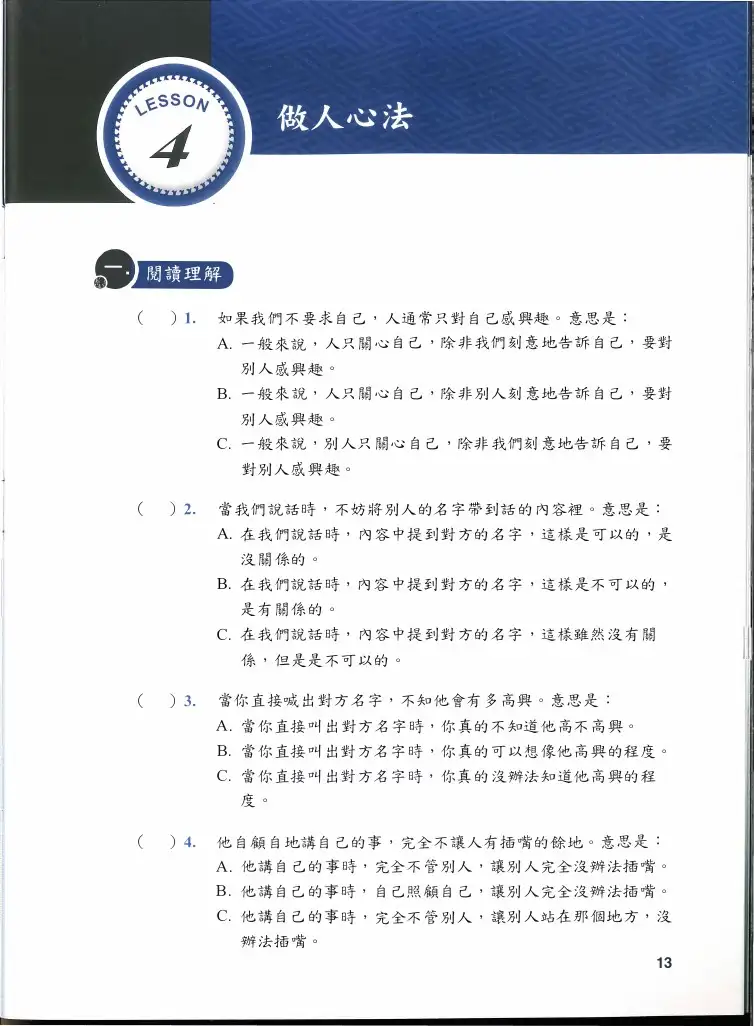 LESSON
4
做人心法
一.
閱讀理解
（　）1. 如果我們不要求自己，人通常只對自己感興趣。意思是：
A. 一般來說，人只關心自己，除非我們刻意地告訴自己，要對
別人感興趣。
B. 一般來說，人只關心自己，除非別人刻意地告訴自己，要對
別人感興趣。
C. 一般來說，別人只關心自己，除非我們刻意地告訴自己，要
對別人感興趣。
（　）2. 當我們說話時，不妨將別人的名字帶到話的內容裡。意思是：
A. 在我們說話時，內容中提到對方的名字，這樣是可以的，是
沒關係的。
B. 在我們說話時，內容中提到對方的名字，這樣是不可以的，
是有關係的。
C. 在我們說話時，內容中提到對方的名字，這樣雖然沒有關
係，但是是不可以的。
（　）3. 當你直接喊出對方名字，不知他會有多高興。意思是：
A. 當你直接叫出對方名字時，你真的不知道他高不高興。
B. 當你直接叫出對方名字時，你真的可以想像他高興的程度。
C. 當你直接叫出對方名字時，你真的沒辦法知道他高興的程
度。
（　）4. 他自顧自地講自己的事，完全不讓人有插嘴的餘地。意思是：
A. 他講自己的事時，完全不管別人，讓別人完全沒辦法插嘴。
B. 他講自己的事時，自己照顧自己，讓別人完全沒辦法插嘴。
C. 他講自己的事時，完全不管別人，讓別人站在那個地方，沒
辦法插嘴。
13